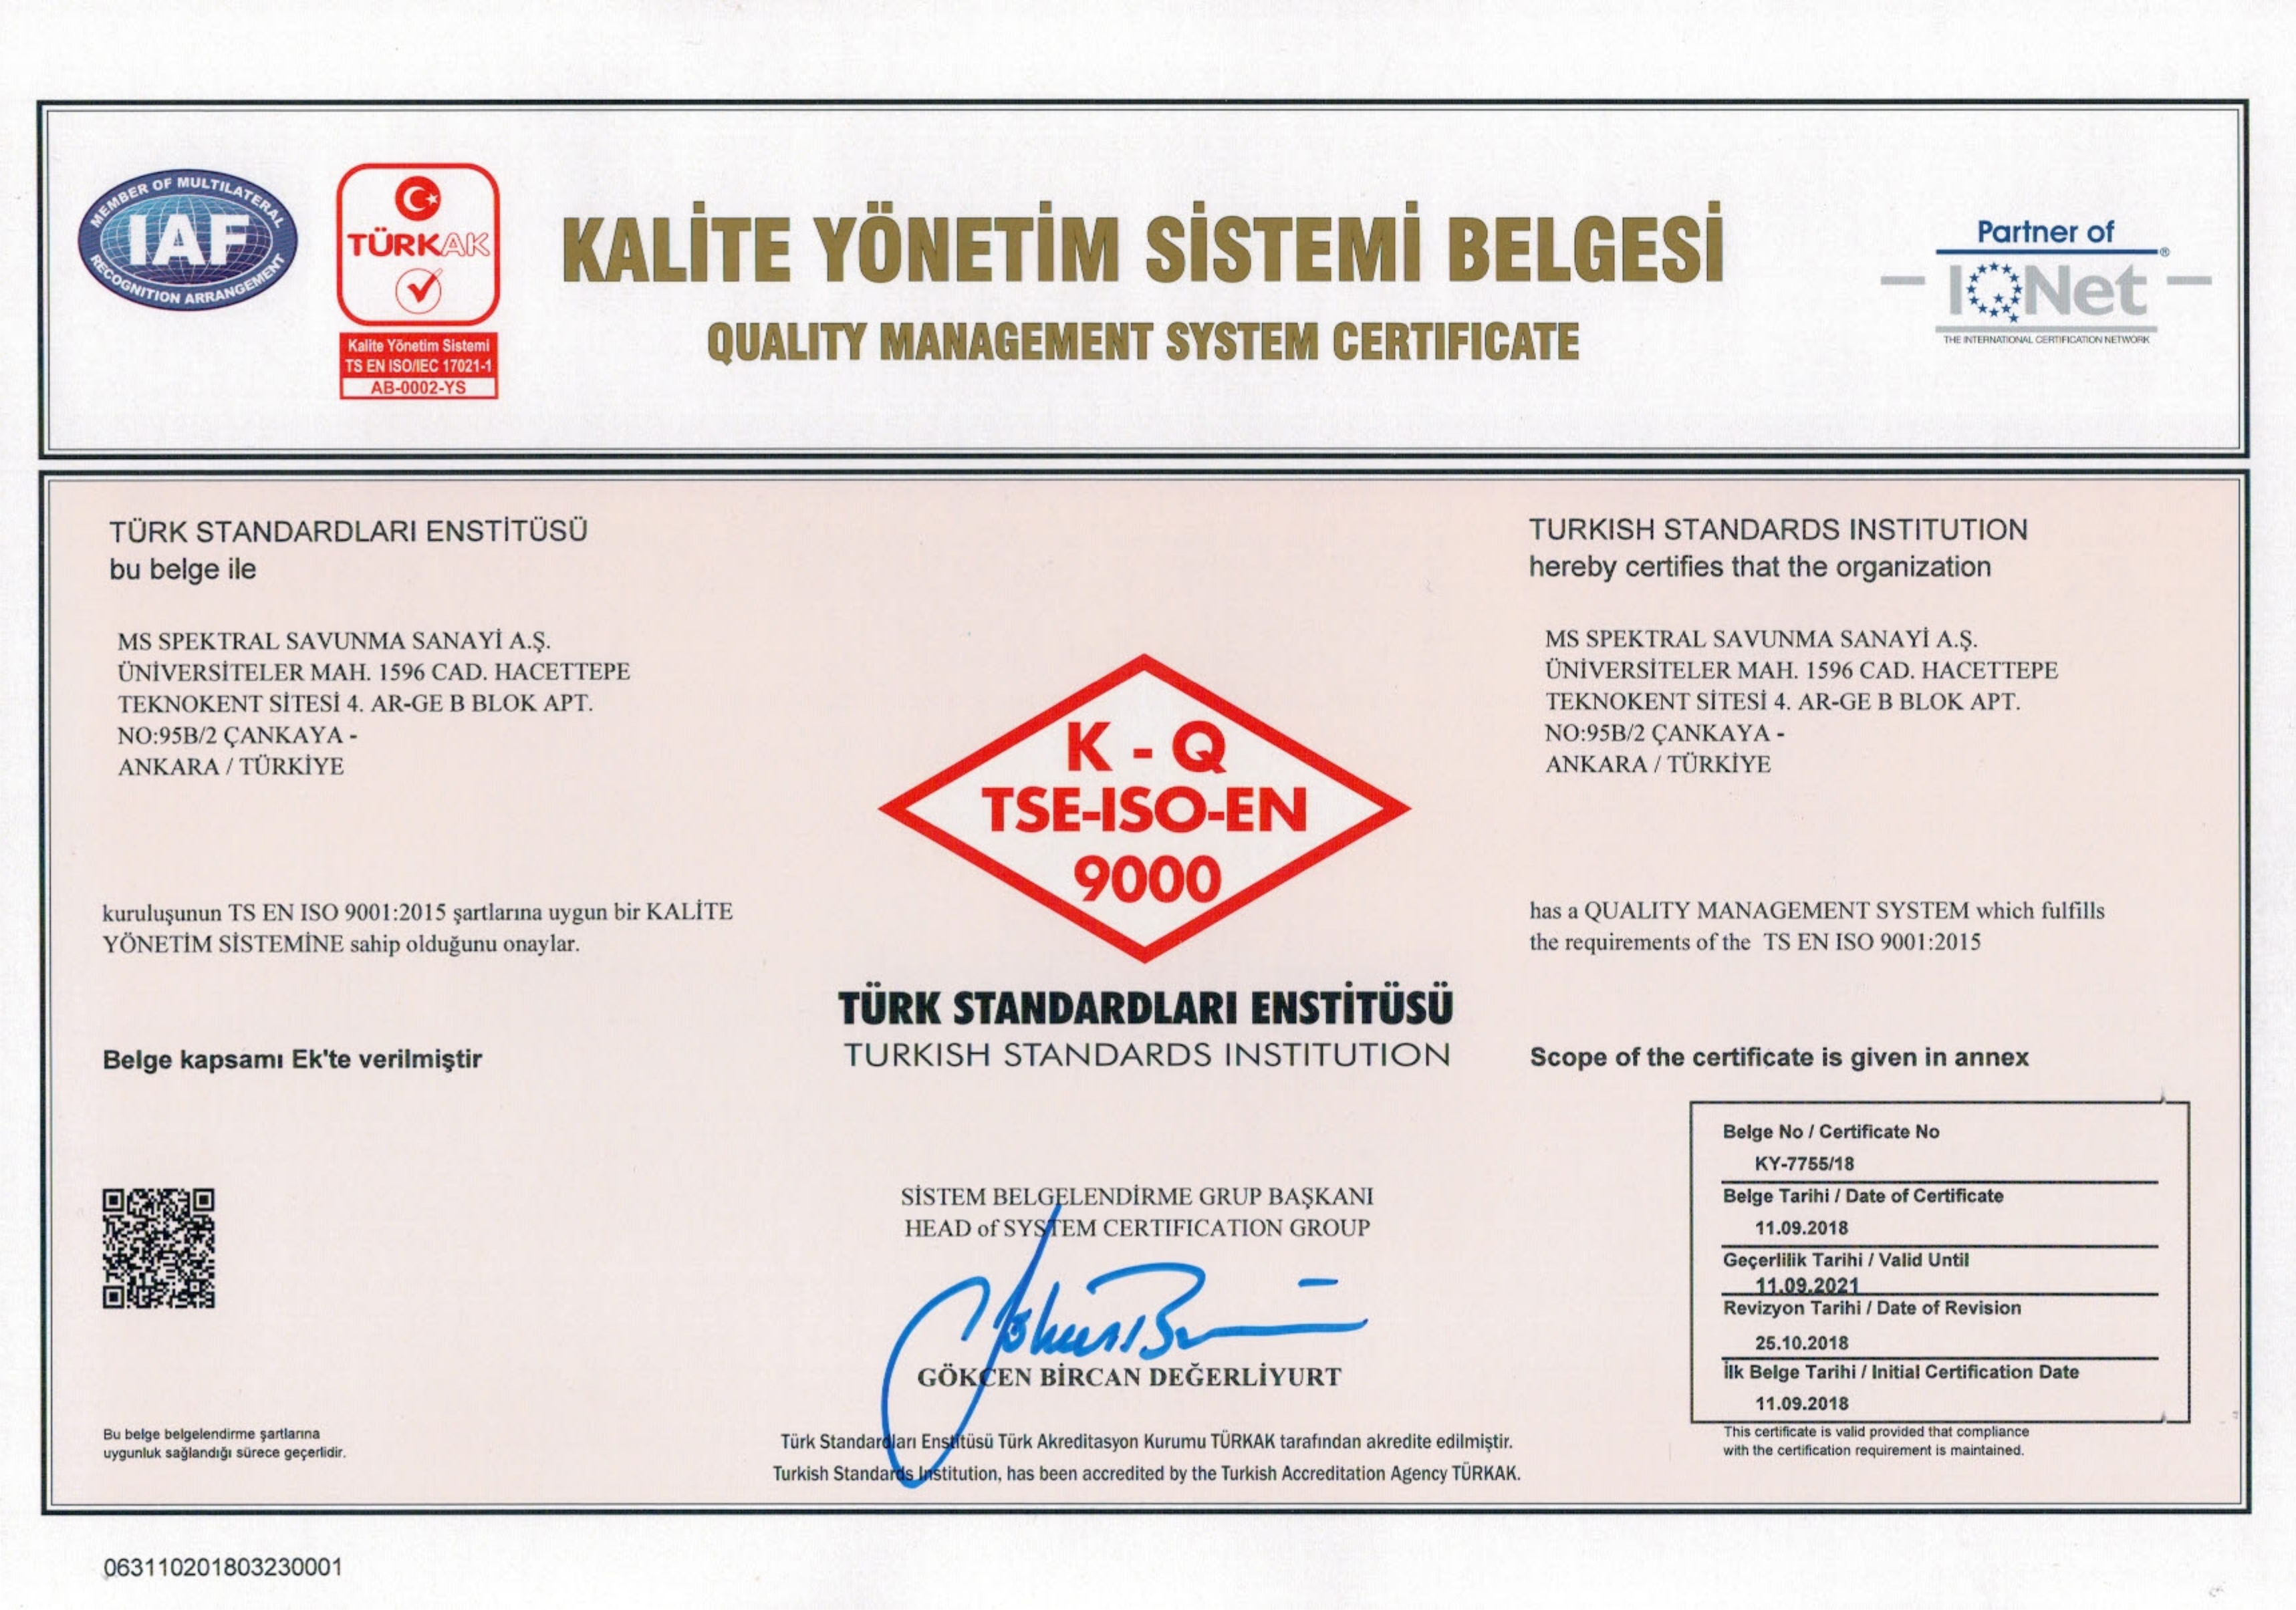 MEMBER OF MULTILATERAL
IAF
RECOGNITION ARRANGEMENT
TÜRKAK
Kalite Yönetim Sistemi
TS EN ISO/IEC 17021-1
AB-0002-YS
KALİTE YÖNETİM SİSTEMİ BELGESİ
QUALITY MANAGEMENT SYSTEM CERTIFICATE
Partner of
IQNet ®
THE INTERNATIONAL CERTIFICATION NETWORK
TÜRK STANDARDLARI ENSTİTÜSÜ
bu belge ile
MS SPEKTRAL SAVUNMA SANAYİ A.Ş.
ÜNİVERSİTELER MAH. 1596 CAD. HACETTEPE
TEKNOKENT SİTESİ 4. AR-GE B BLOK APT.
NO:95B/2 ÇANKAYA -
ANKARA / TÜRKİYE
kuruluşunun TS EN ISO 9001:2015 şartlarına uygun bir KALİTE
YÖNETİM SİSTEMİNE sahip olduğunu onaylar.
Belge kapsamı Ek'te verilmiştir
Bu belge belgelendirme şartlarına
uygunluk sağlandığı sürece geçerlidir.
K - Q
TSE-ISO-EN
9000
TÜRK STANDARDLARI ENSTİTÜSÜ
TURKISH STANDARDS INSTITUTION
SİSTEM BELGELENDİRME GRUP BAŞKANI
HEAD of SYSTEM CERTIFICATION GROUP
GÖKCEN BİRCAN DEĞERLİYURT
Türk Standardları Enstitüsü Türk Akreditasyon Kurumu TÜRKAK tarafından akredite edilmiştir.
Turkish Standards Institution, has been accredited by the Turkish Accreditation Agency TÜRKAK.
TURKISH STANDARDS INSTITUTION
hereby certifies that the organization
MS SPEKTRAL SAVUNMA SANAYİ A.Ş.
ÜNİVERSİTELER MAH. 1596 CAD. HACETTEPE
TEKNOKENT SİTESİ 4. AR-GE B BLOK APT.
NO:95B/2 ÇANKAYA -
ANKARA / TÜRKİYE
has a QUALITY MANAGEMENT SYSTEM which fulfills
the requirements of the TS EN ISO 9001:2015
Scope of the certificate is given in annex
Belge No / Certificate No
KY-7755/18
Belge Tarihi / Date of Certificate
11.09.2018
Geçerlilik Tarihi / Valid Until
11.09.2021
Revizyon Tarihi / Date of Revision
25.10.2018
İlk Belge Tarihi / Initial Certification Date
11.09.2018
This certificate is valid provided that compliance
with the certification requirement is maintained.
063110201803230001